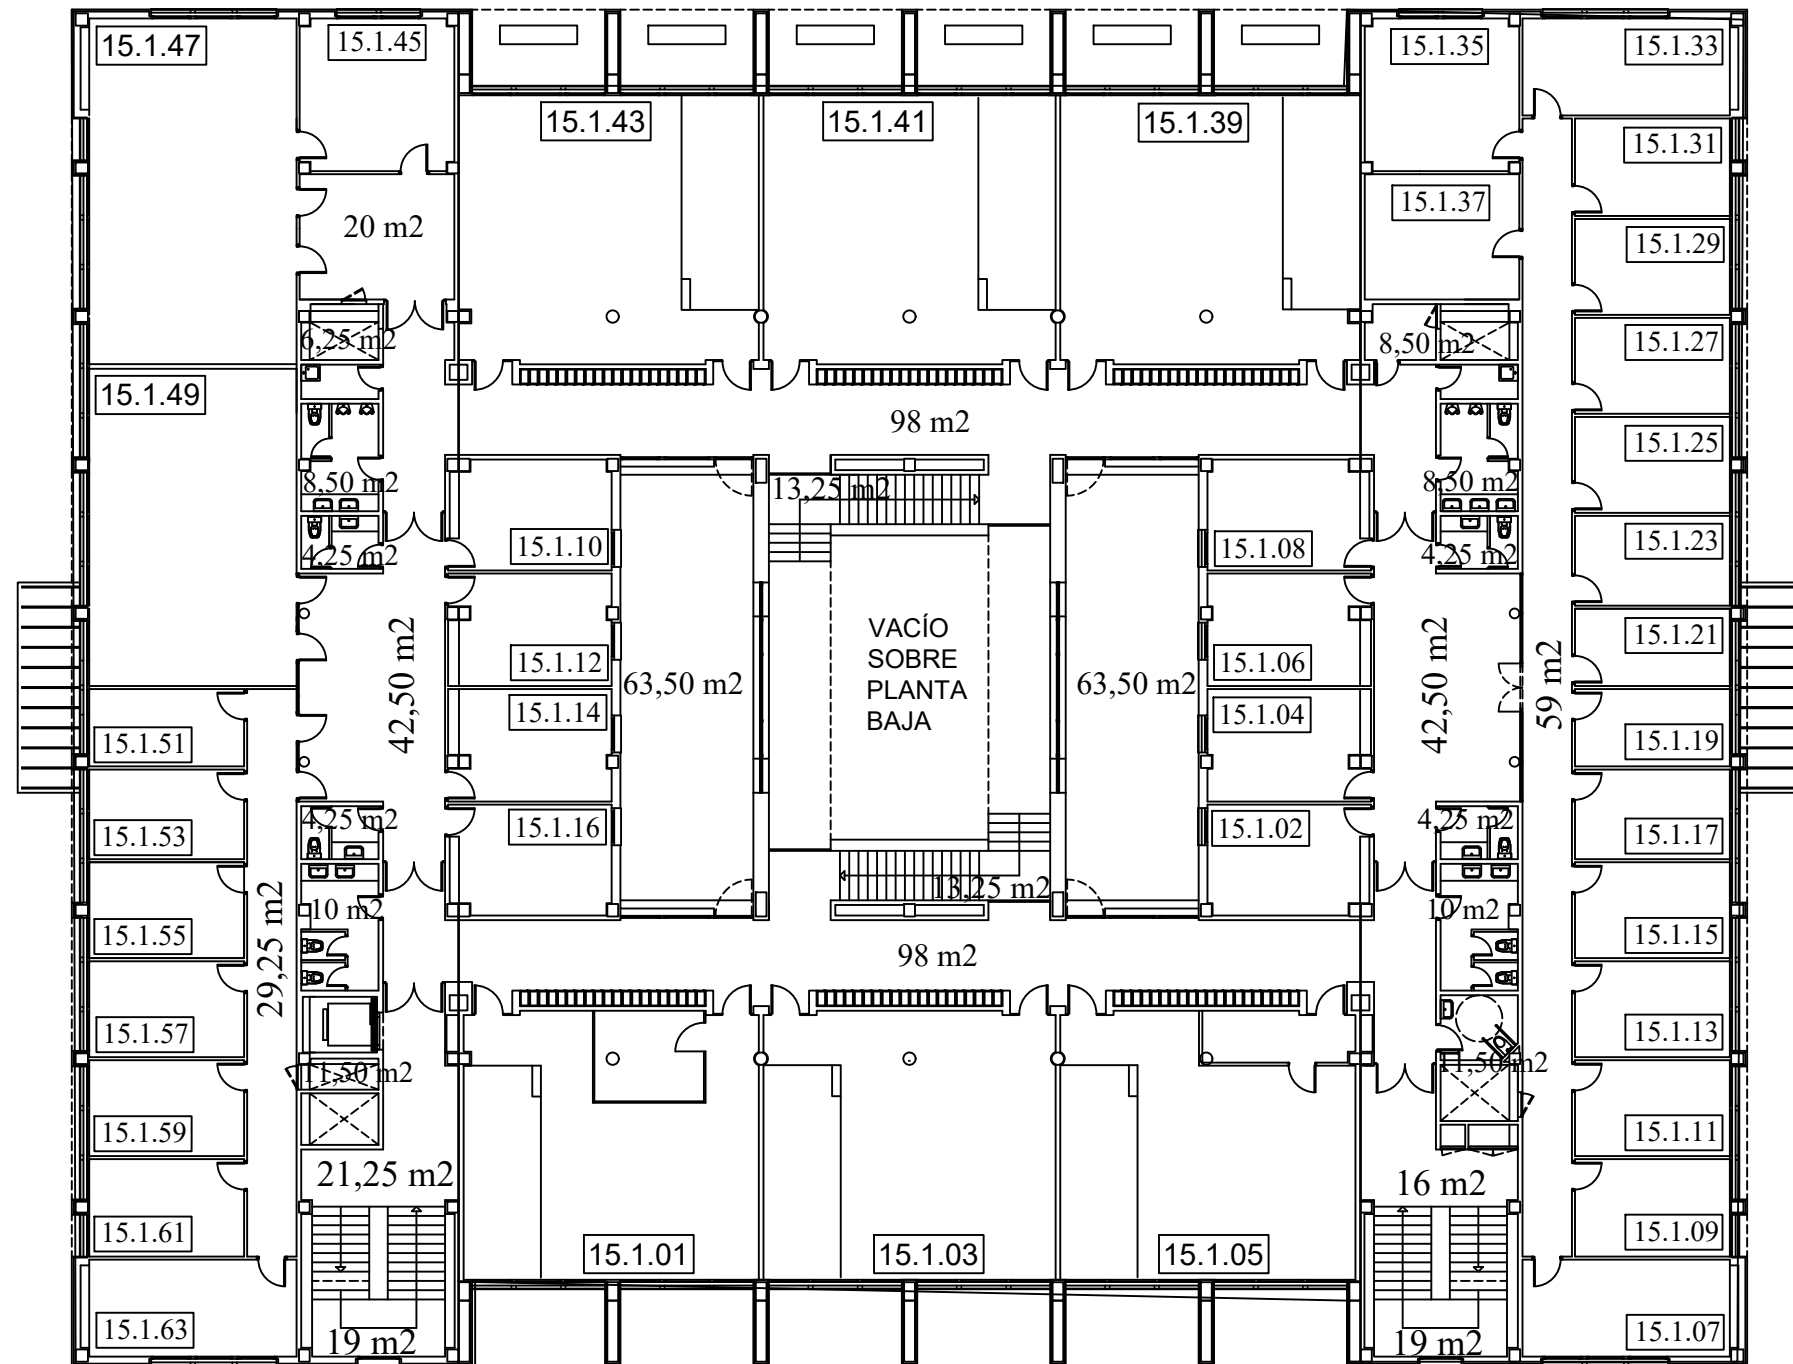 15.1.47
15.1.45
15.1.35
15.1.33
15.1.43
15.1.41
15.1.39
15.1.31
15.1.37
20 m2
15.1.29
6,25 m2
8,50 m2
15.1.27
15.1.49
98 m2
15.1.25
8,50 m2
13,25 m2
8,50 m2
15.1.10
15.1.08
15.1.23
4,25 m2
4,25 m2
VACÍO
SOBRE
PLANTA
BAJA
15.1.21
15.1.12
15.1.06
42,50 m2
63,50 m2
63,50 m2
42,50 m2
59 m2
15.1.14
15.1.04
15.1.51
15.1.19
4,25 m2
15.1.16
15.1.02
4,25 m2
15.1.53
15.1.17
13,25 m2
10 m2
10 m2
29,25 m2
15.1.55
15.1.15
98 m2
15.1.57
15.1.13
11,50 m2
11,50 m2
15.1.59
15.1.11
21,25 m2
16 m2
15.1.61
15.1.09
15.1.01
15.1.03
15.1.05
15.1.63
19 m2
19 m2
15.1.07